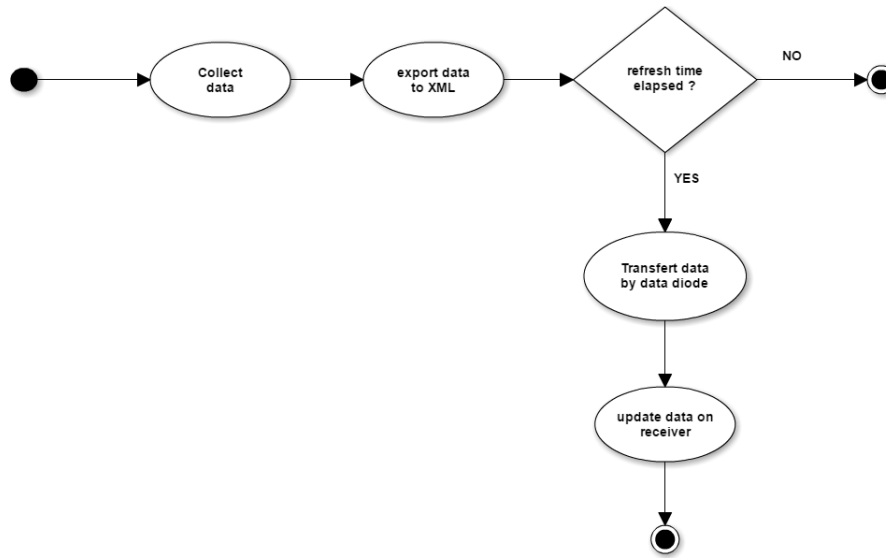 Collect
data
export data
to XML
refresh time
elapsed ?
NO
YES
Transfert data
by data diode
update data on
receiver